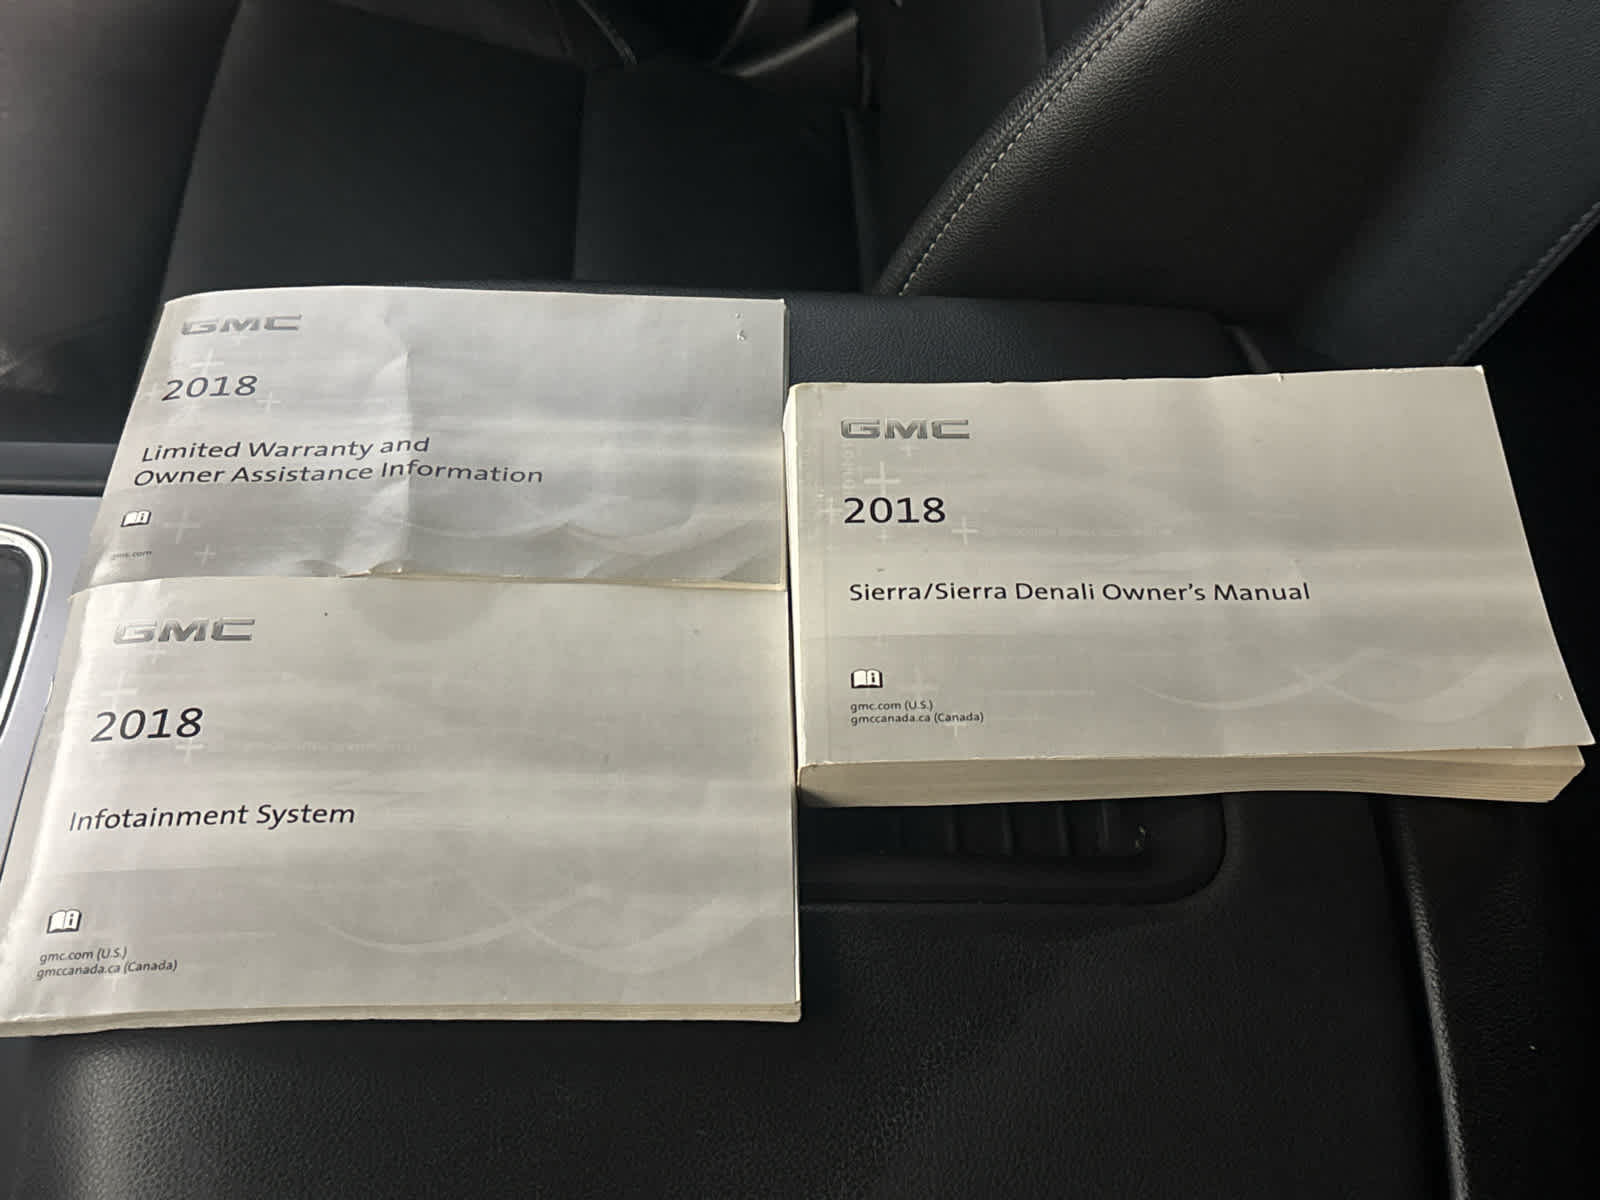 GMC
2018
Limited Warranty and
Owner Assistance Information
gmc.com
GMC
2018
Infotainment System
gmc.com (U.S.)
gmccanada.ca (Canada)
GMC
2018
Sierra/Sierra Denali Owner's Manual
gmc.com (U.S.)
gmccanada.ca (Canada)